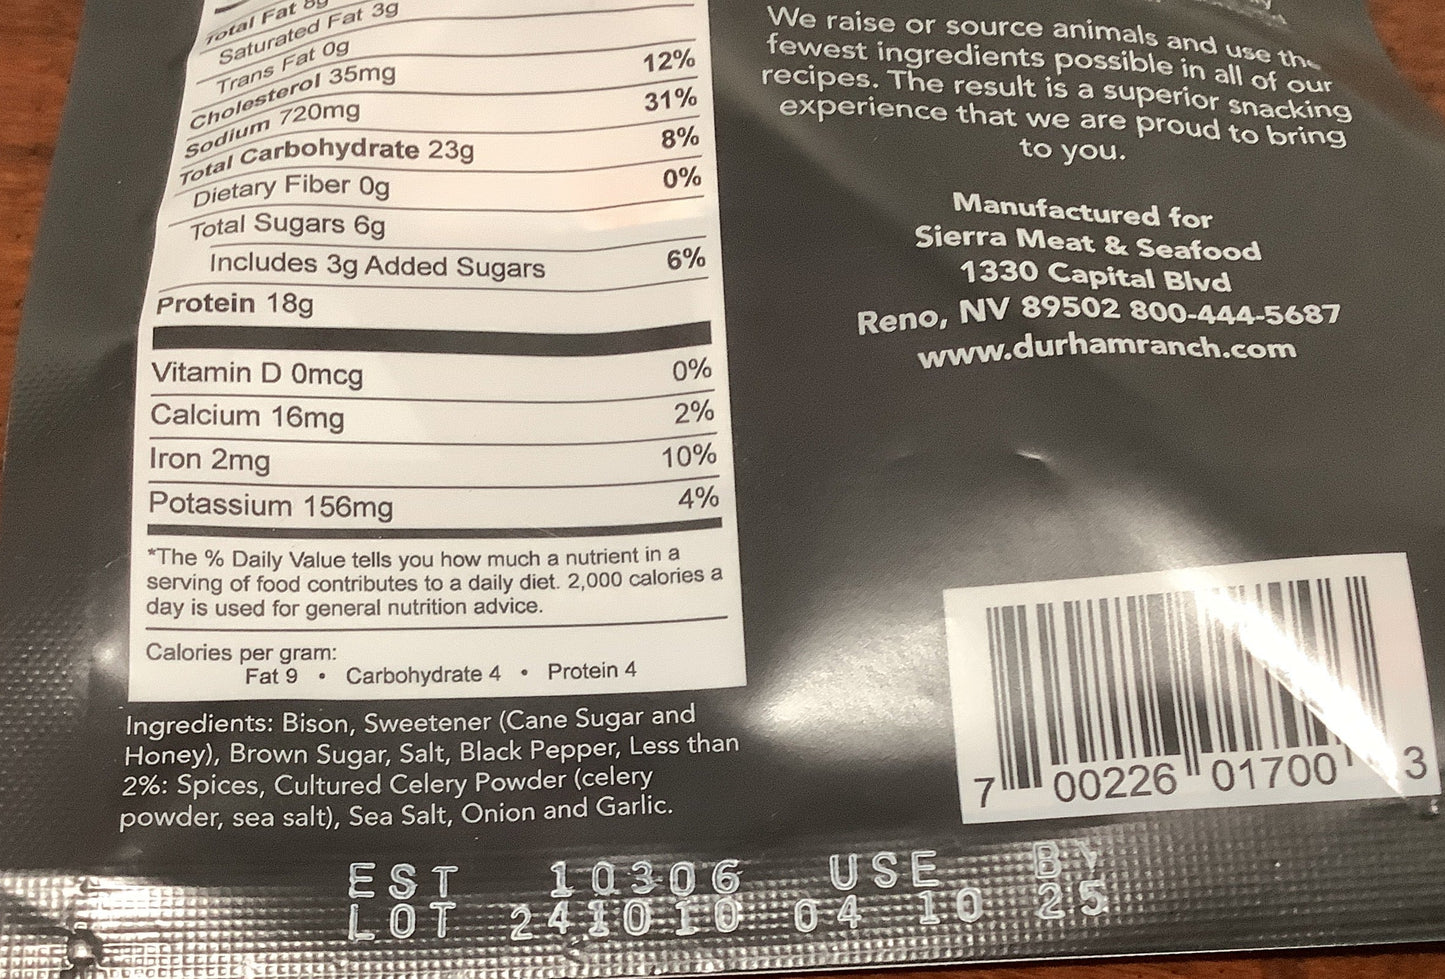 Total Fat 8g
Saturated Fat 3g
Trans Fat 0g
Cholesterol 35mg 12%
Sodium 720mg 31%
Total Carbohydrate 23g 8%
Dietary Fiber 0g 0%
Total Sugars 6g
Includes 3g Added Sugars 6%
Protein 18g
Vitamin D 0mcg 0%
Calcium 16mg 2%
Iron 2mg 10%
Potassium 156mg 4%
*The % Daily Value tells you how much a nutrient in a
serving of food contributes to a daily diet. 2,000 calories a
day is used for general nutrition advice.
Calories per gram:
Fat 9 • Carbohydrate 4 • Protein 4
Ingredients: Bison, Sweetener (Cane Sugar and
Honey), Brown Sugar, Salt, Black Pepper, Less than
2%: Spices, Cultured Celery Powder (celery
powder, sea salt), Sea Salt, Onion and Garlic.
We raise or source animals and use the
fewest ingredients possible in all of our
recipes. The result is a superior snacking
experience that we are proud to bring
to you.
Manufactured for
Sierra Meat & Seafood
1330 Capital Blvd
Reno, NV 89502 800-444-5687
www.durhamranch.com
7 00226 01700 3
EST 10306 USE BY
LOT 241010 04 10 25